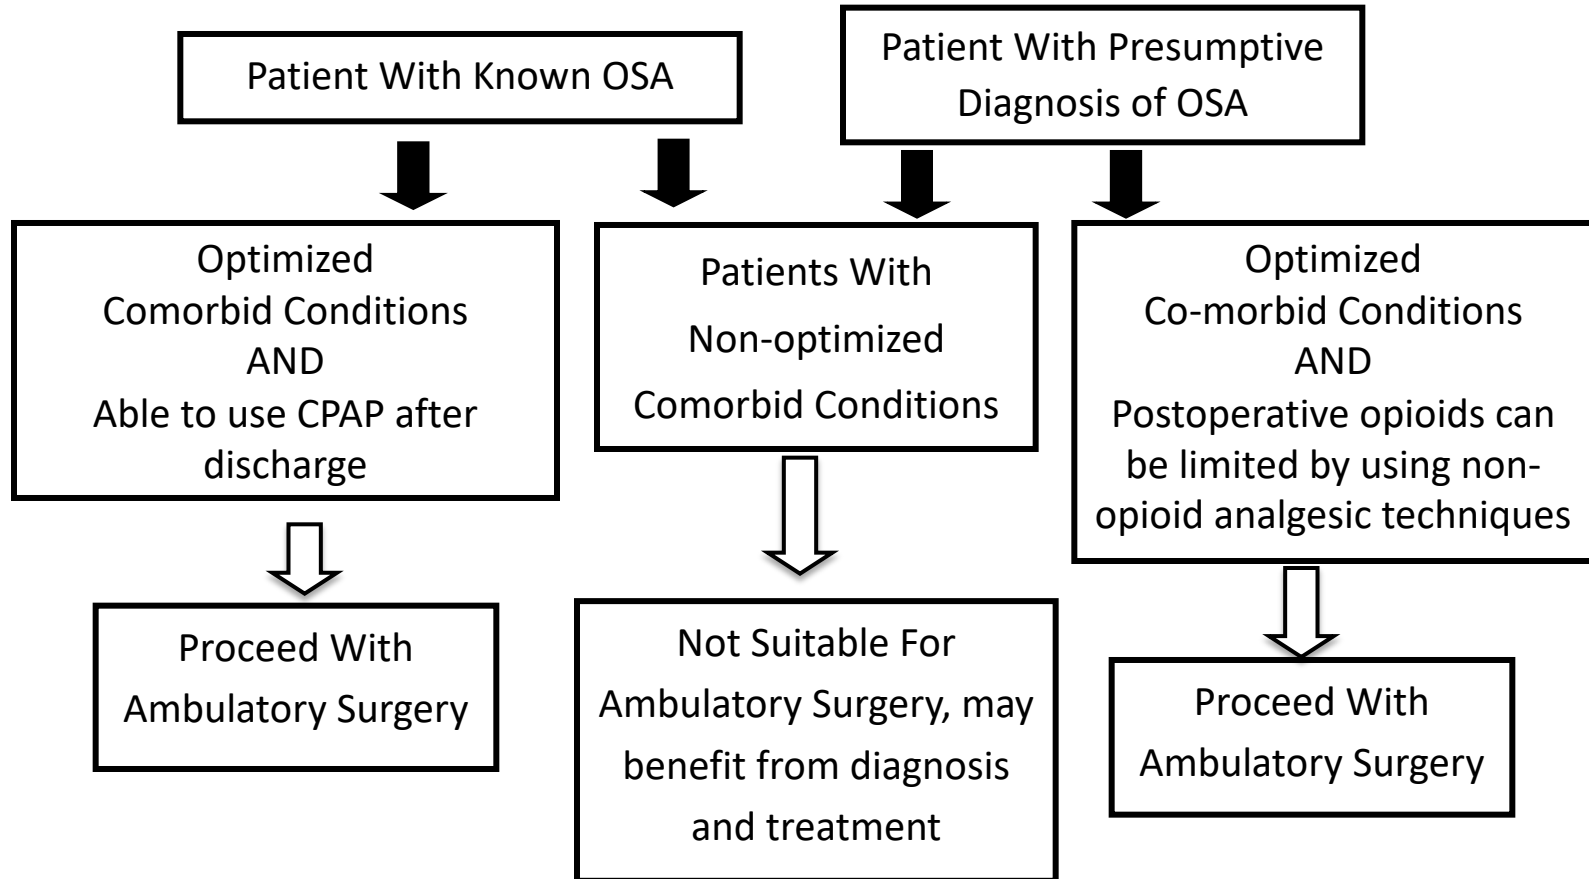 Patient With Known OSA
Patient With Presumptive
Diagnosis of OSA
Optimized
Comorbid Conditions
AND
Able to use CPAP after
discharge
Patients With
Non-optimized
Comorbid Conditions
Optimized
Co-morbid Conditions
AND
Postoperative opioids can
be limited by using non-
opioid analgesic techniques
Proceed With
Ambulatory Surgery
Not Suitable For
Ambulatory Surgery, may
benefit from diagnosis
and treatment
Proceed With
Ambulatory Surgery